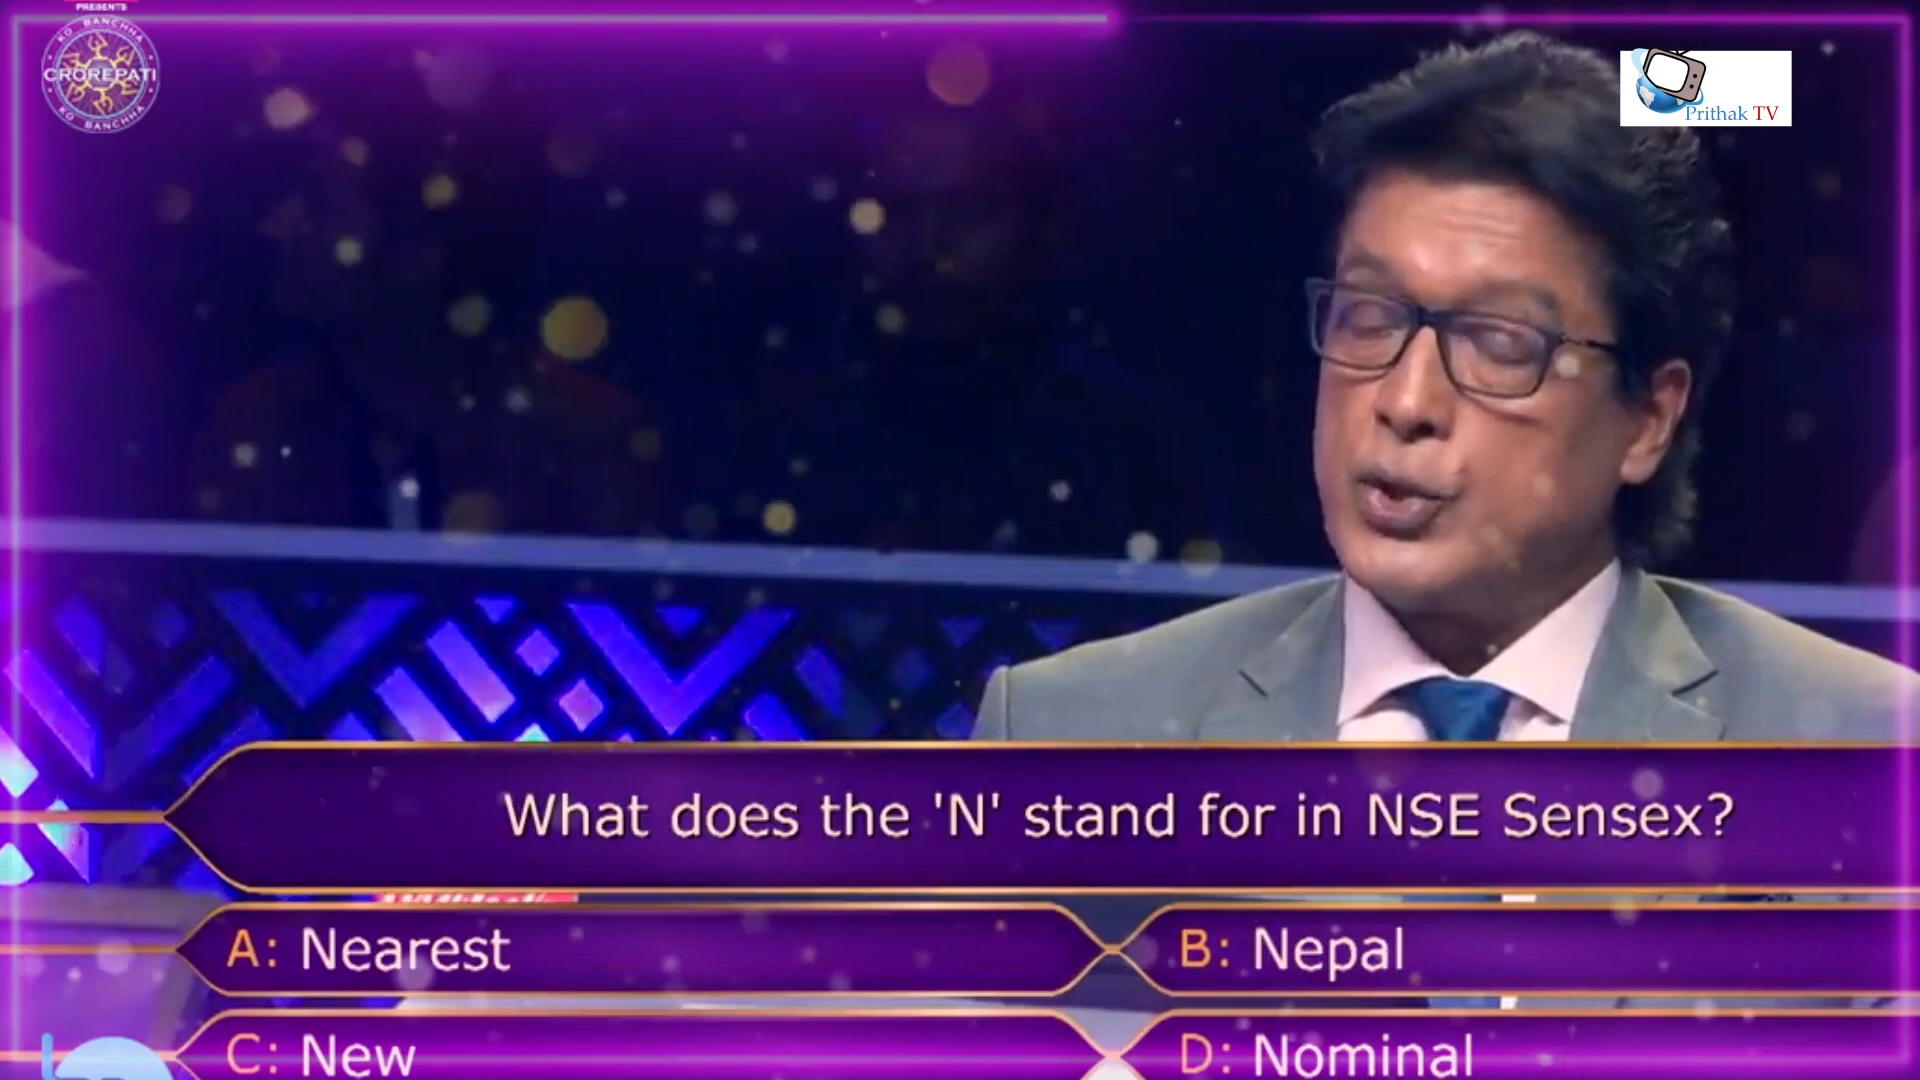 PRESENTS
KO BANCHHA
CROREPATI
KO BANCHHA
Prithak TV
What does the 'N' stand for in NSE Sensex?
A: Nearest
B: Nepal
C: New
D: Nominal